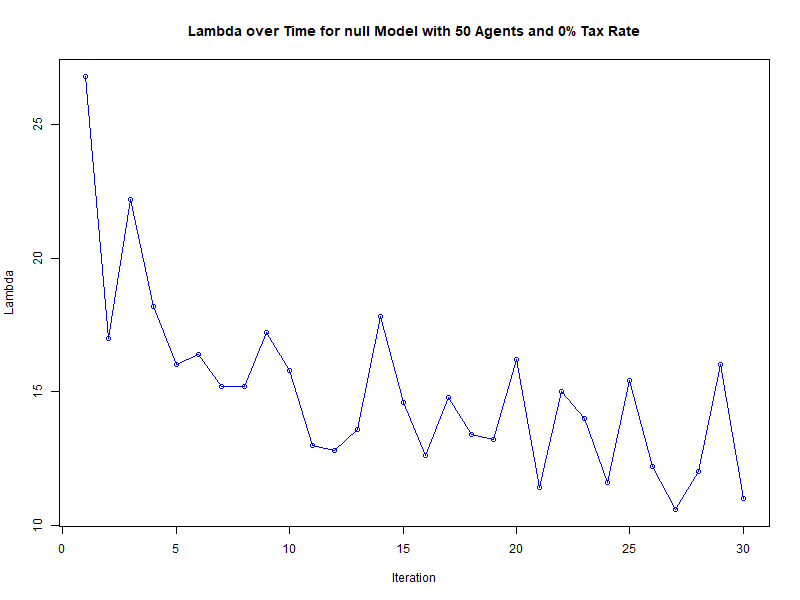 Lambda over Time for null Model with 50 Agents and 0% Tax Rate
25
20
15
10
Lambda
0 5 10 15 20 25 30
Iteration